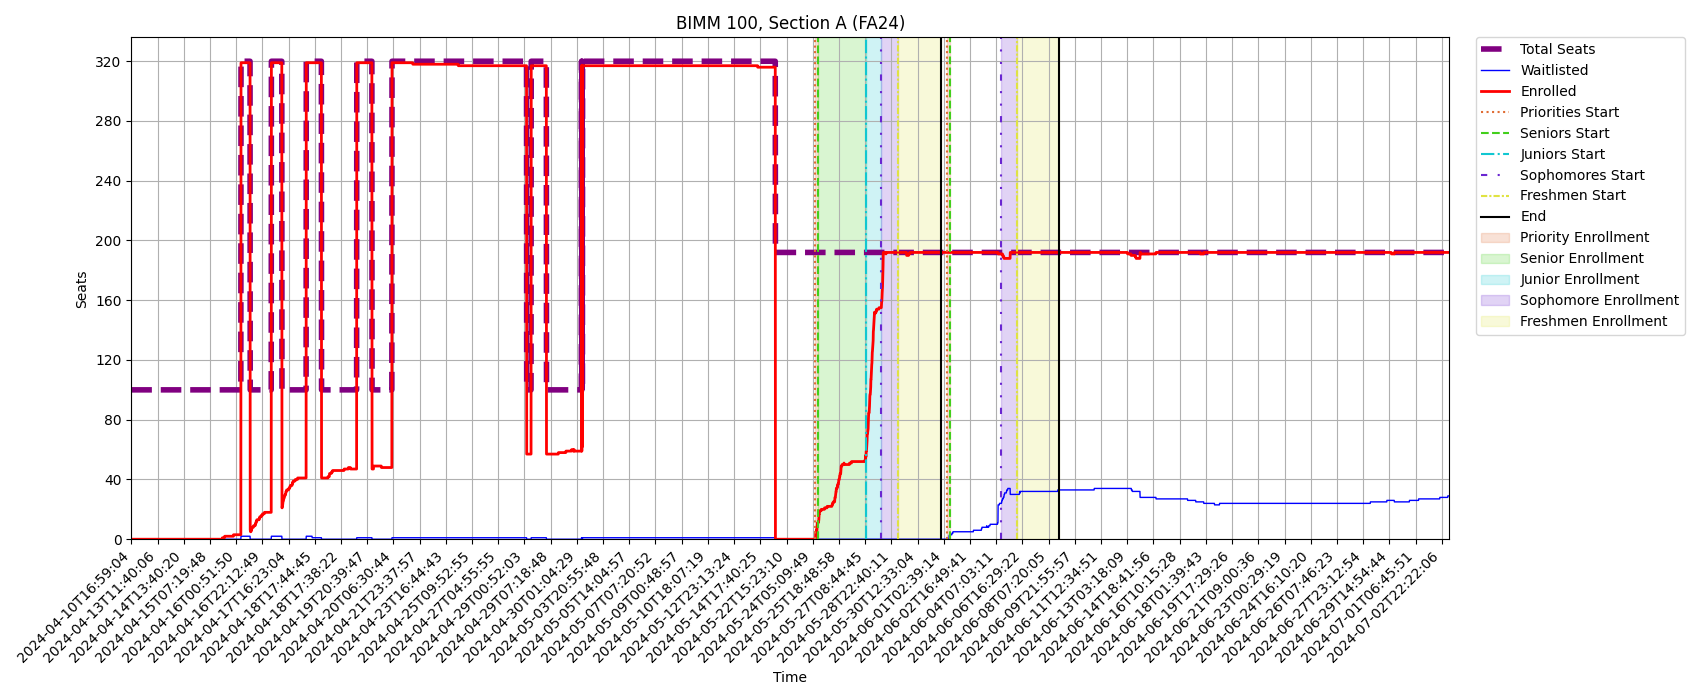 BIMM 100, Section A (FA24)
Seats
320
280
240
200
160
120
80
40
0
2024-04-10T16:59:04
2024-04-13T11:40:06
2024-04-14T13:40:20
2024-04-15T07:19:48
2024-04-16T00:51:50
2024-04-16T22:12:49
2024-04-17T16:23:04
2024-04-18T17:44:45
2024-04-18T17:38:22
2024-04-19T20:39:47
2024-04-20T06:30:44
2024-04-21T23:37:57
2024-04-23T16:44:43
2024-04-25T09:52:55
2024-04-27T04:55:55
2024-04-29T00:52:03
2024-04-29T07:18:48
2024-04-30T01:04:29
2024-05-03T20:55:48
2024-05-05T14:04:57
2024-05-07T07:20:52
2024-05-09T00:48:57
2024-05-10T18:07:19
2024-05-12T23:13:24
2024-05-14T17:40:25
2024-05-22T15:23:10
2024-05-24T05:09:49
2024-05-25T18:48:50
2024-05-27T08:44:45
2024-05-28T22:40:11
2024-05-30T12:33:04
2024-06-01T02:39:14
2024-06-02T16:49:41
2024-06-04T07:03:11
2024-06-06T16:29:22
2024-06-08T07:20:05
2024-06-09T21:55:57
2024-06-11T12:34:51
2024-06-13T03:18:09
2024-06-14T18:41:56
2024-06-16T10:15:28
2024-06-18T01:39:43
2024-06-19T17:29:26
2024-06-21T09:00:36
2024-06-23T00:29:19
2024-06-24T16:10:20
2024-06-26T07:46:23
2024-06-27T23:12:54
2024-06-29T14:54:44
2024-07-01T06:45:51
2024-07-02T22:22:06
Time
Total Seats
Waitlisted
Enrolled
Priorities Start
Seniors Start
Juniors Start
Sophomores Start
Freshmen Start
End
Priority Enrollment
Senior Enrollment
Junior Enrollment
Sophomore Enrollment
Freshmen Enrollment